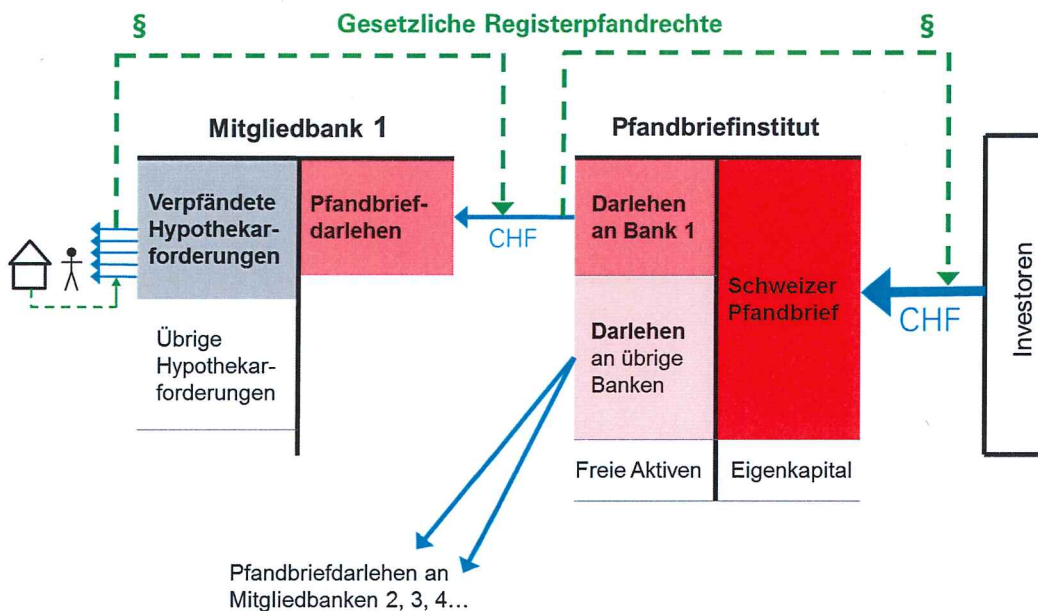 § Gesetzliche Registerpfandrechte §
Mitgliedbank 1
Pfandbriefinstitut
Verpfändete
Hypothekar-
forderungen
Pfandbrief-
darlehen
CHF
Darlehen
an Bank 1
Schweizer
Pfandbrief
CHF
Investoren
Übrige
Hypothekar-
forderungen
Darlehen
an übrige
Banken
Freie Aktiven
Eigenkapital
Pfandbriefdarlehen an
Mitgliedbanken 2, 3, 4...